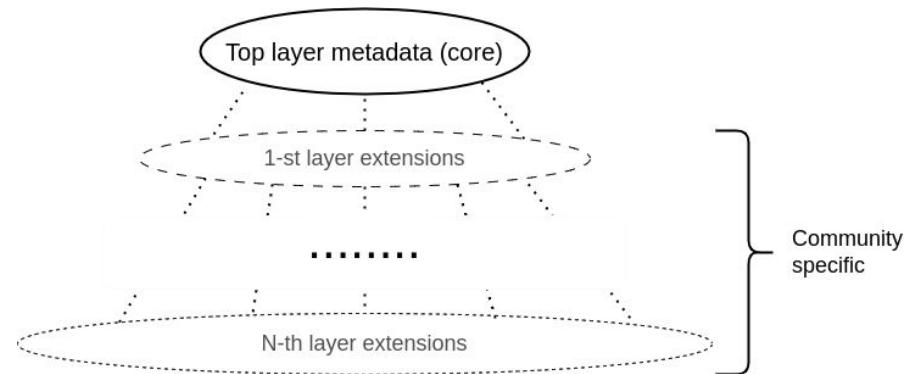 Top layer metadata (core)
1-st layer extensions
........
Community
specific
N-th layer extensions